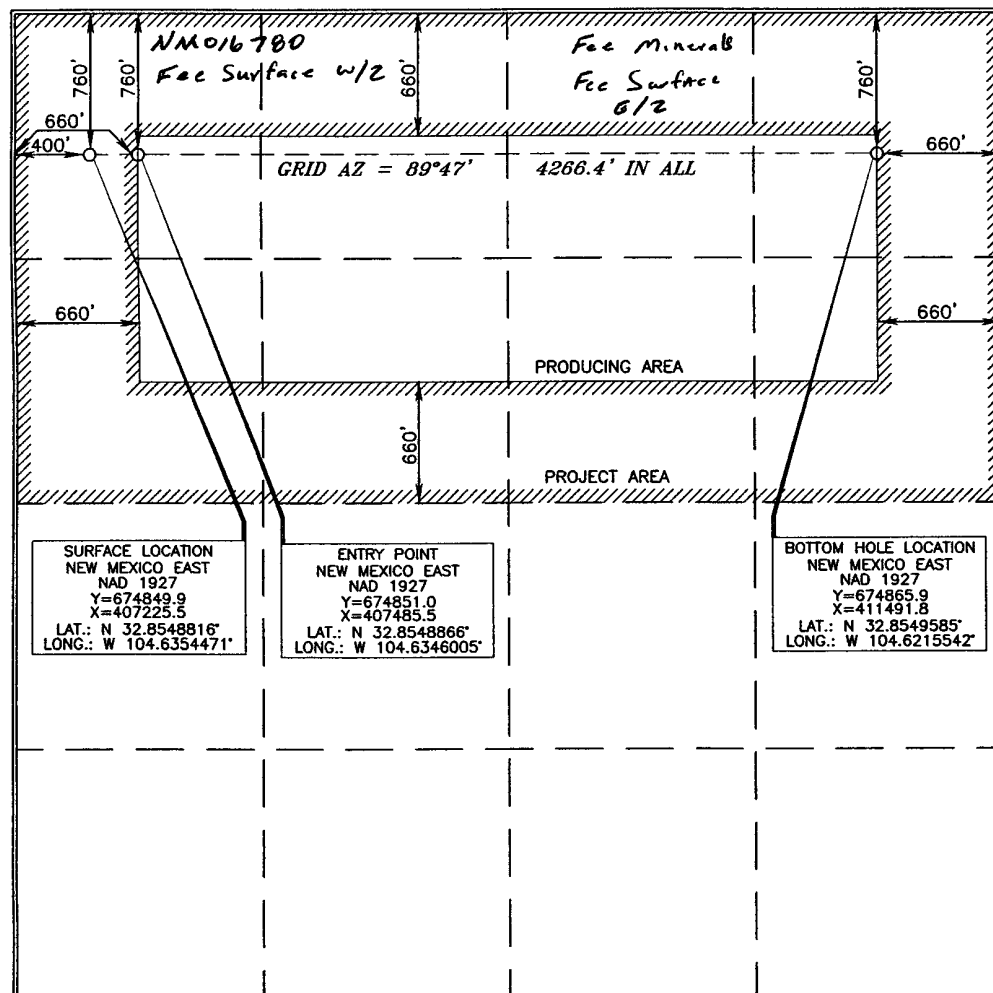 NM016780
Fee Surface W/2
Fee Minerals
Fee Surface
E/2
760'
760'
660'
760'
660'
400'
660'
GRID AZ = 89°47'
4266.4' IN ALL
660'
660'
PRODUCING AREA
660'
PROJECT AREA
SURFACE LOCATION
NEW MEXICO EAST
NAD 1927
Y=674849.9
X=407225.5
LAT.: N 32.8548816°
LONG.: W 104.6354471°
ENTRY POINT
NEW MEXICO EAST
NAD 1927
Y=674851.0
X=407485.5
LAT.: N 32.8548866°
LONG.: W 104.6346005°
BOTTOM HOLE LOCATION
NEW MEXICO EAST
NAD 1927
Y=674865.9
X=411491.8
LAT.: N 32.8549585°
LONG.: W 104.6215542°